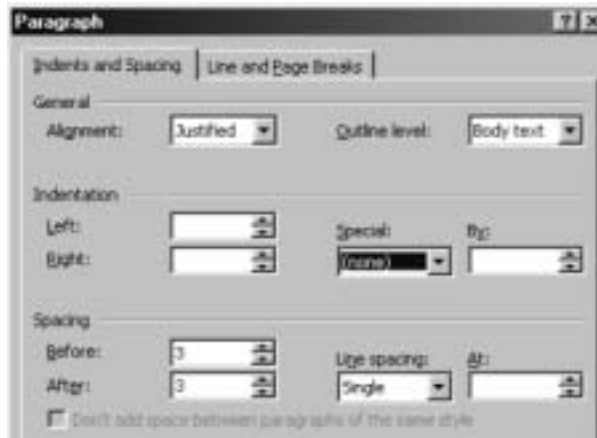 Paragraph ? ×
Indents and Spacing Line and Page Breaks
General
Alignment: Justified Outline level: Body text
Indentation
Left: Special: By:
Right: (none)
Spacing
Before: 3 Line spacing: At:
After: 3 Single
Don't add space between paragraphs of the same style